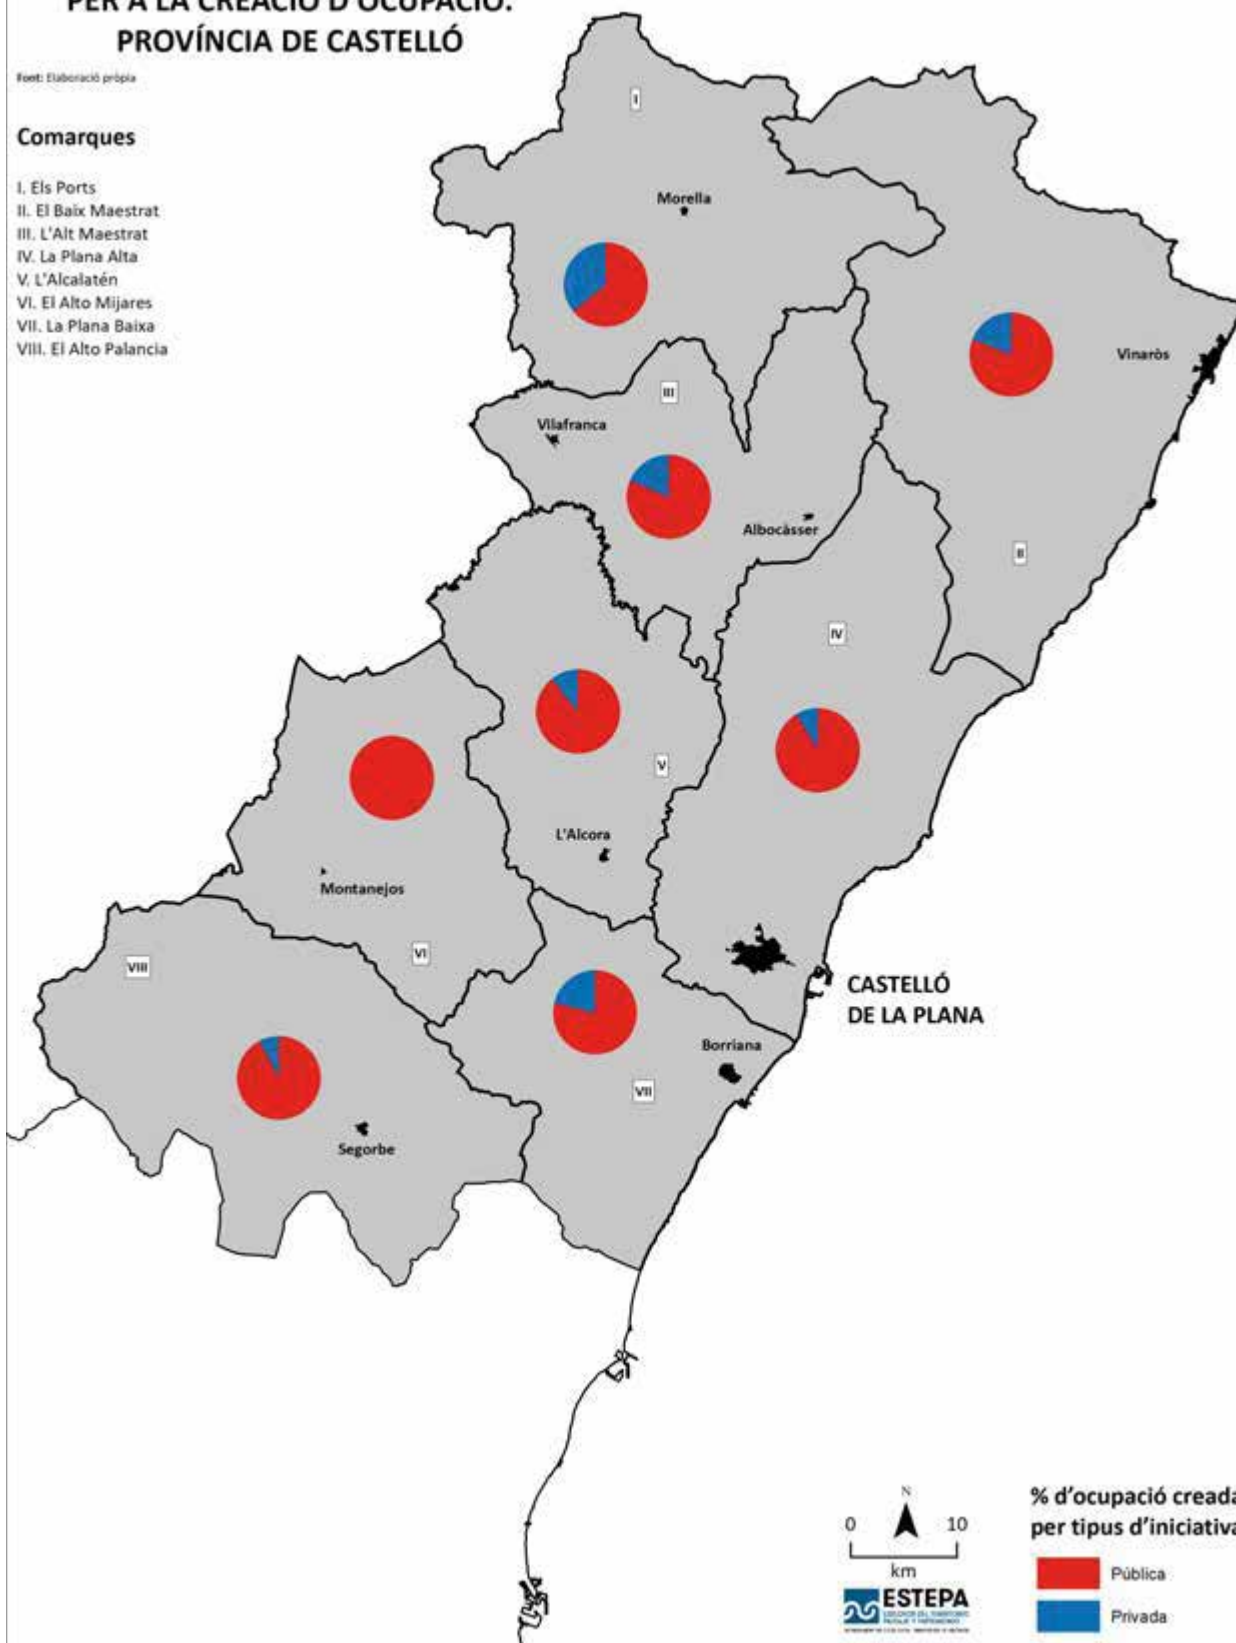 PER A LA CREACIÓ D'OCUPACIÓ.
PROVÍNCIA DE CASTELLÓ
Font: Elaboració pròpia
Comarques
I. Els Ports
II. El Baix Maestrat
III. L'Alt Maestrat
IV. La Plana Alta
V. L'Alcalatén
VI. El Alto Mijares
VII. La Plana Baixa
VIII. El Alto Palancia
I
Morella
Vinaròs
III
Vilafranca
Albocàsser
II
IV
V
L'Alcora
Montanejos
VI
VIII
CASTELLÓ
DE LA PLANA
Borriana
VII
Segorbe
N
0 10
km
ESTEPA
% d'ocupació creada
per tipus d'iniciativa
Pública
Privada